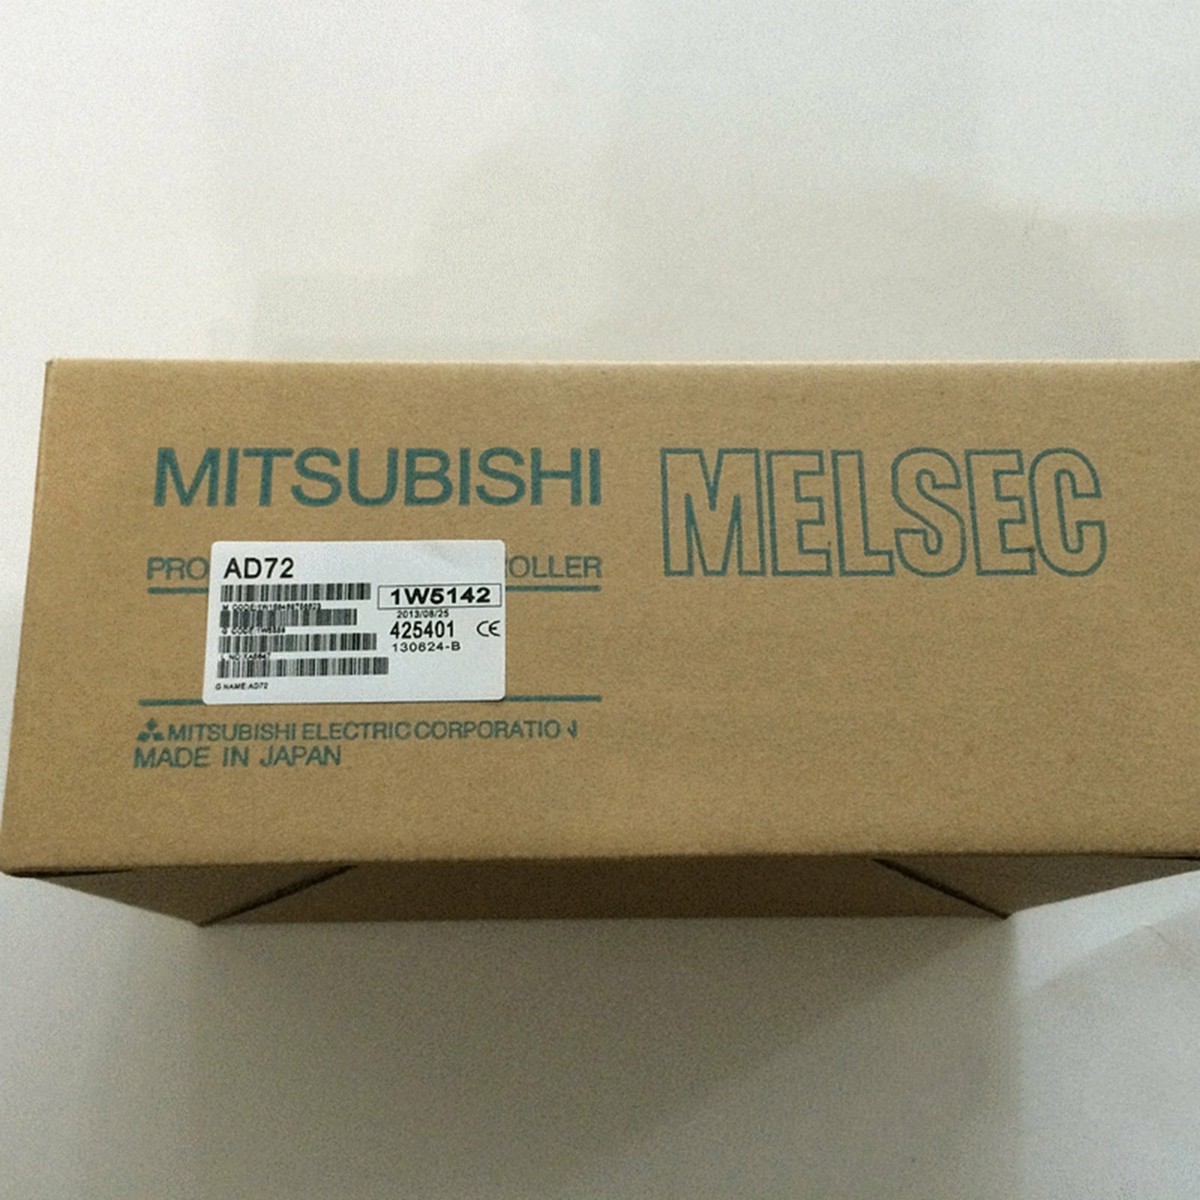 MITSUBISHI
MELSEC
PRO OLLER
AD72
1W5142
2013/08/25
425401 CE
130624-B
G NAME:AD72
MITSUBISHI ELECTRIC CORPORATIO
MADE IN JAPAN